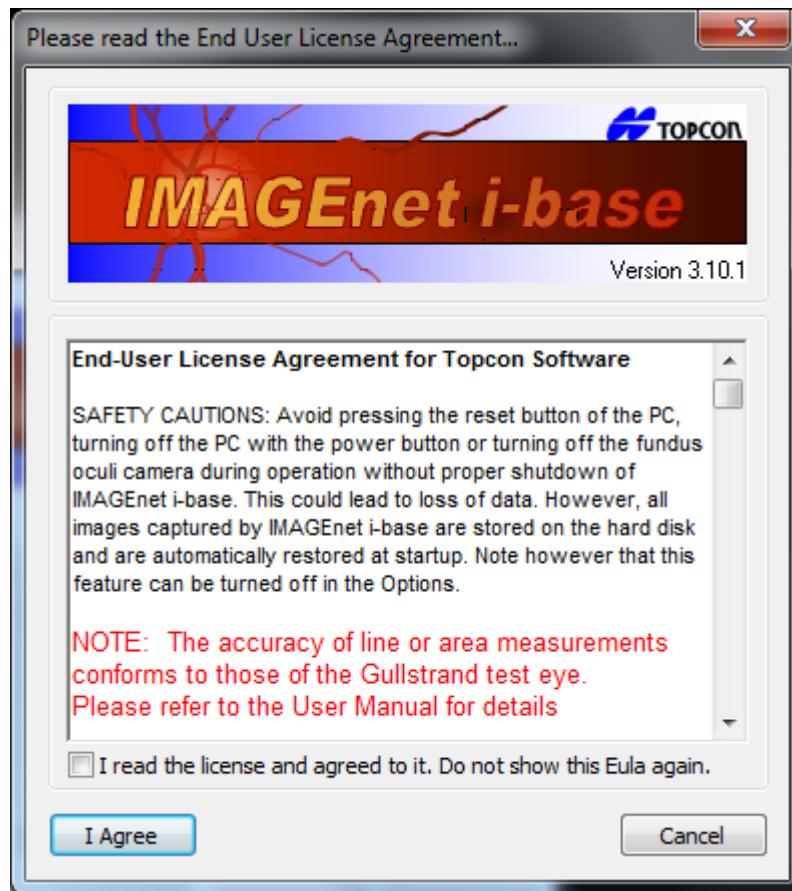 Please read the End User License Agreement...
TOPCON
IMAGEnet i-base
Version 3.10.1
End-User License Agreement for Topcon Software
SAFETY CAUTIONS: Avoid pressing the reset button of the PC,
turning off the PC with the power button or turning off the fundus
oculi camera during operation without proper shutdown of
IMAGEnet i-base. This could lead to loss of data. However, all
images captured by IMAGEnet i-base are stored on the hard disk
and are automatically restored at startup. Note however that this
feature can be turned off in the Options.
NOTE: The accuracy of line or area measurements
conforms to those of the Gullstrand test eye.
Please refer to the User Manual for details
I read the license and agreed to it. Do not show this Eula again.
I Agree
Cancel